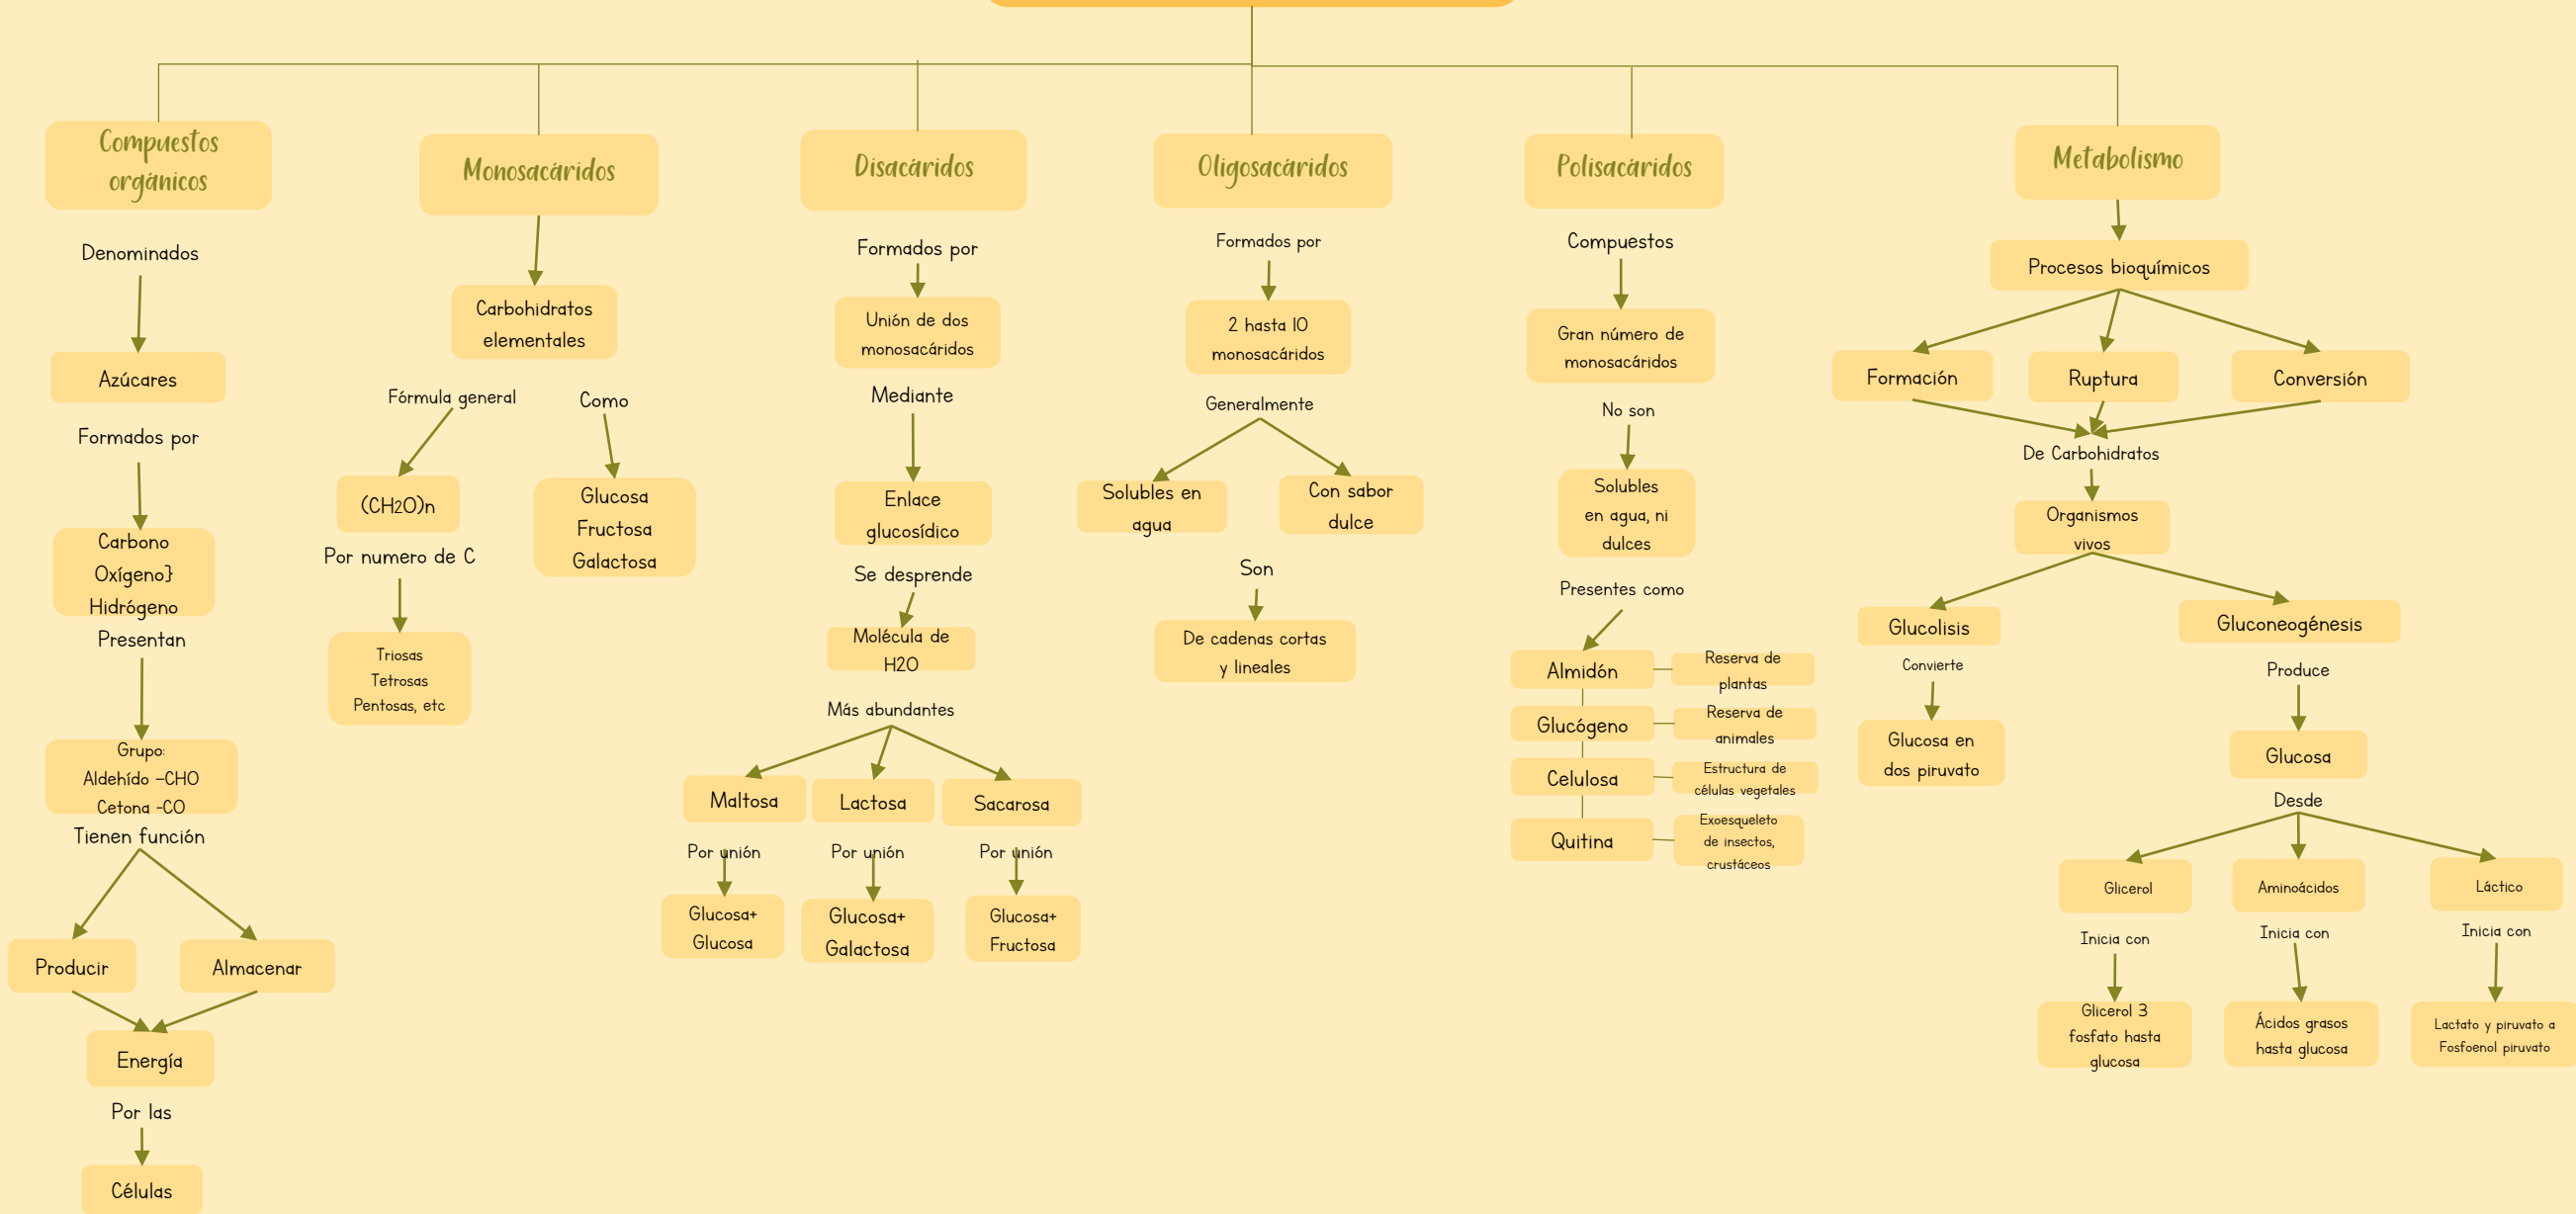 Compuestos
orgánicos
Denominados
Azúcares
Formados por
Carbono
Oxígeno}
Hidrógeno
Presentan
Grupo:
Aldehído –CHO
Cetona -CO
Tienen función
Producir
Almacenar
Energía
Por las
Células
Monosacáridos
Carbohidratos
elementales
Fórmula general
Como
(CH2O)n
Glucosa
Fructosa
Galactosa
Por numero de C
Triosas
Tetrosas
Pentosas, etc
Disacáridos
Formados por
Unión de dos
monosacáridos
Mediante
Enlace
glucosídico
Se desprende
Molécula de
H2O
Más abundantes
Maltosa
Lactosa
Sacarosa
Por unión
Por unión
Por unión
Glucosa+
Glucosa
Glucosa+
Galactosa
Glucosa+
Fructosa
Oligosacáridos
Formados por
2 hasta 10
monosacáridos
Generalmente
Solubles en
agua
Con sabor
dulce
Son
De cadenas cortas
y lineales
Polisacáridos
Compuestos
Gran número de
monosacáridos
No son
Solubles
en agua, ni
dulces
Presentes como
Almidón
Reserva de
plantas
Glucógeno
Reserva de
animales
Celulosa
Estructura de
células vegetales
Quitina
Exoesqueleto
de insectos,
crustáceos
Metabolismo
Procesos bioquímicos
Formación
Ruptura
Conversión
De Carbohidratos
Organismos
vivos
Glucolisis
Gluconeogénesis
Convierte
Glucosa en
dos piruvato
Produce
Glucosa
Desde
Glicerol
Aminoácidos
Láctico
Inicia con
Inicia con
Inicia con
Glicerol 3
fosfato hasta
glucosa
Ácidos grasos
hasta glucosa
Lactato y piruvato a
Fosfoenol piruvato